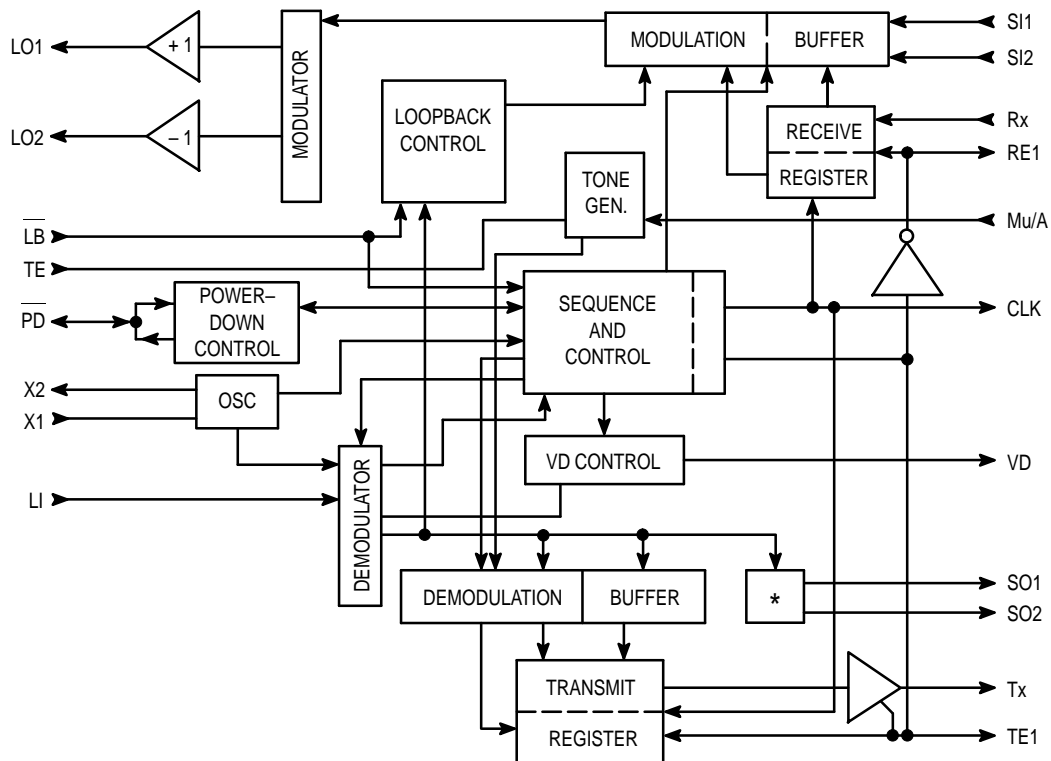 LO1
+ 1
LO2
– 1
MODULATOR
MODULATION
BUFFER
SI1
SI2
LOOPBACK
CONTROL
RECEIVE
REGISTER
Rx
RE1
TONE
GEN.
Mu/A
LB
TE
PD
POWER–
DOWN
CONTROL
SEQUENCE
AND
CONTROL
CLK
X2
X1
OSC
VD CONTROL
VD
LI
DEMODULATOR
DEMODULATION
BUFFER
*
SO1
SO2
TRANSMIT
REGISTER
Tx
TE1